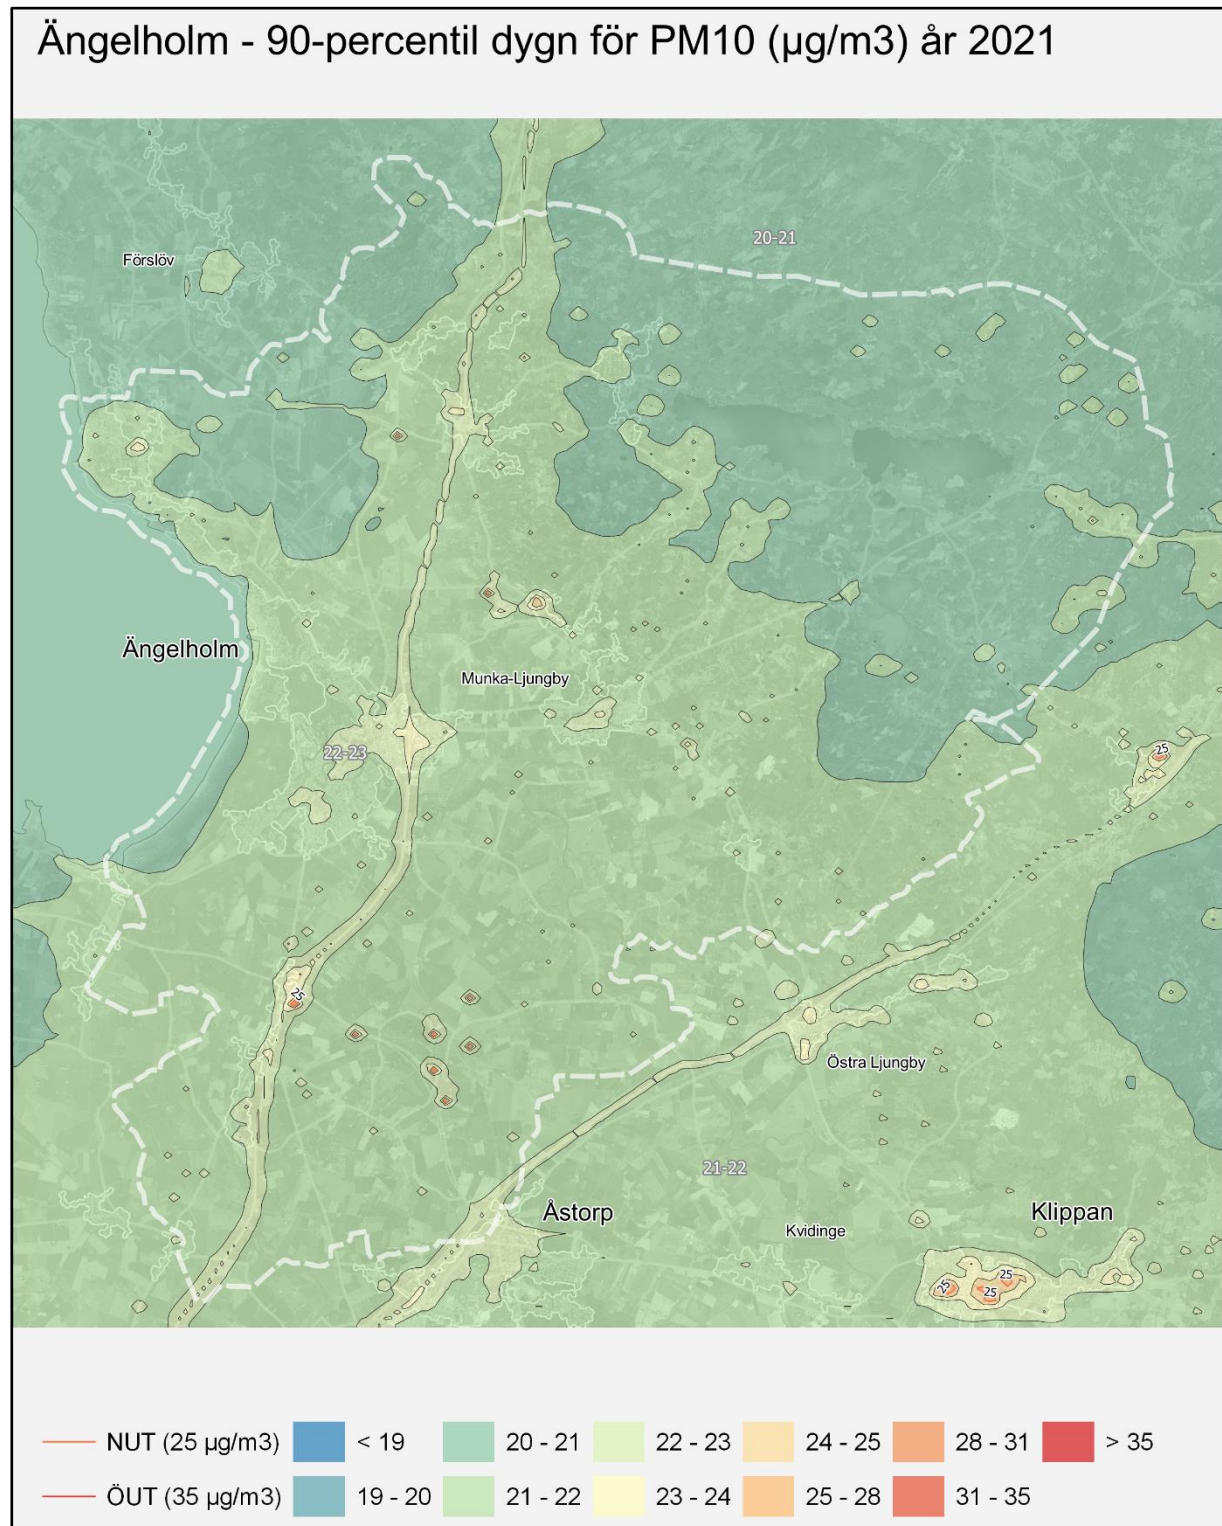 Ängelholm - 90-percentil dygn för PM10 (µg/m3) år 2021
20-21
Förslöv
Ängelholm
Munka-Ljungby
22-23
25
25
Östra Ljungby
21-22
Åstorp
Klippan
Kvidinge
25
25
25
NUT (25 µg/m3) < 19 20 - 21 22 - 23 24 - 25 28 - 31 > 35
ÖUT (35 µg/m3) 19 - 20 21 - 22 23 - 24 25 - 28 31 - 35